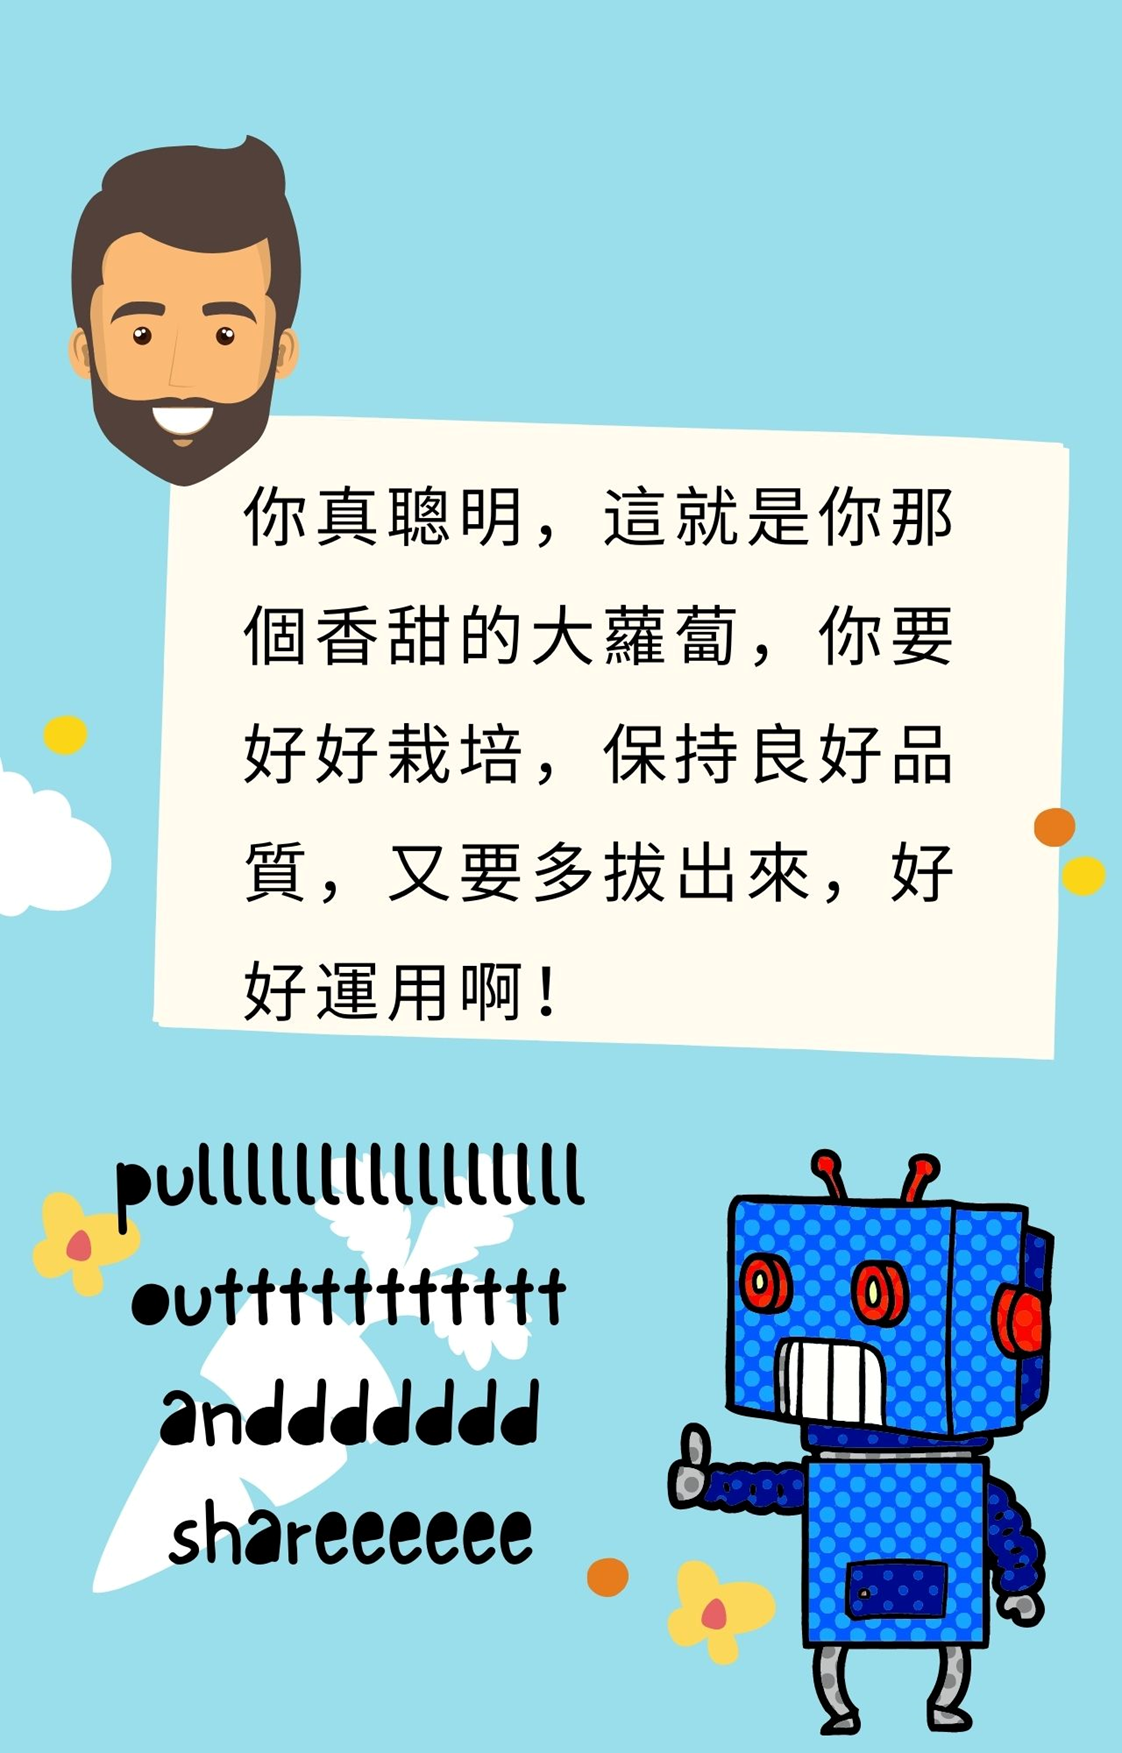 你真聰明，這就是你那
個香甜的大蘿蔔，你要
好好栽培，保持良好品
質，又要多拔出來，好
好運用啊！
pullllllllllllllll
outttttttttttt
anddddddd
shareeeeee